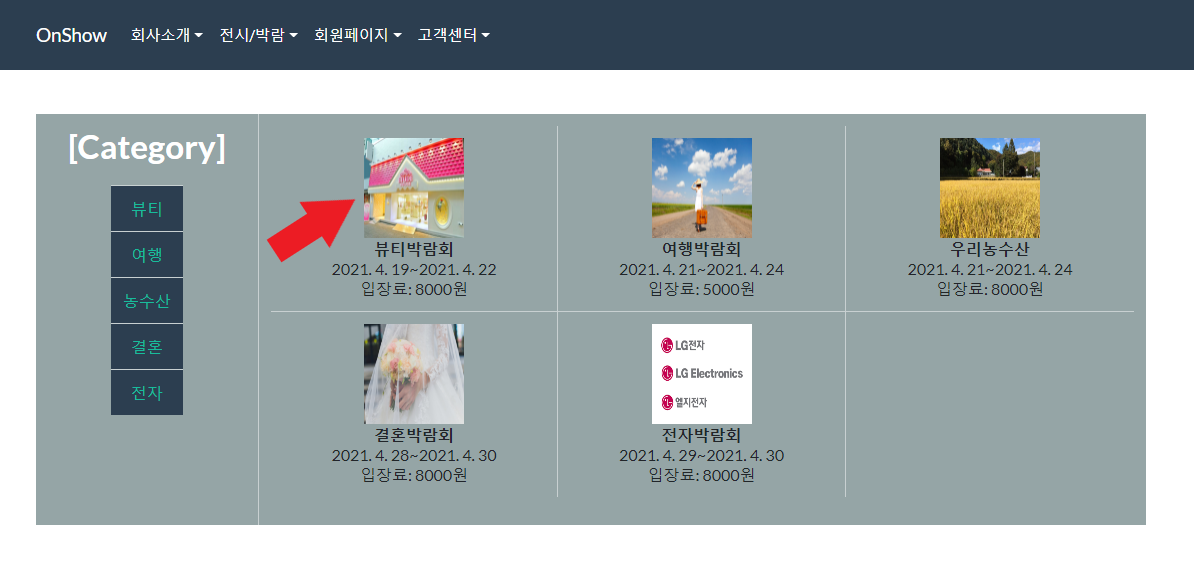 OnShow 회사소개 전시/박람 회원페이지 고객센터
[Category]
뷰티
여행
농수산
결혼
전자
뷰티박람회
2021. 4. 19~2021. 4. 22
입장료: 8000원
여행박람회
2021. 4. 21~2021. 4. 24
입장료: 5000원
우리농수산
2021. 4. 21~2021. 4. 24
입장료: 8000원
결혼박람회
2021. 4. 28~2021. 4. 30
입장료: 8000원
LG전자
LG Electronics
엘지전자
전자박람회
2021. 4. 29~2021. 4. 30
입장료: 8000원